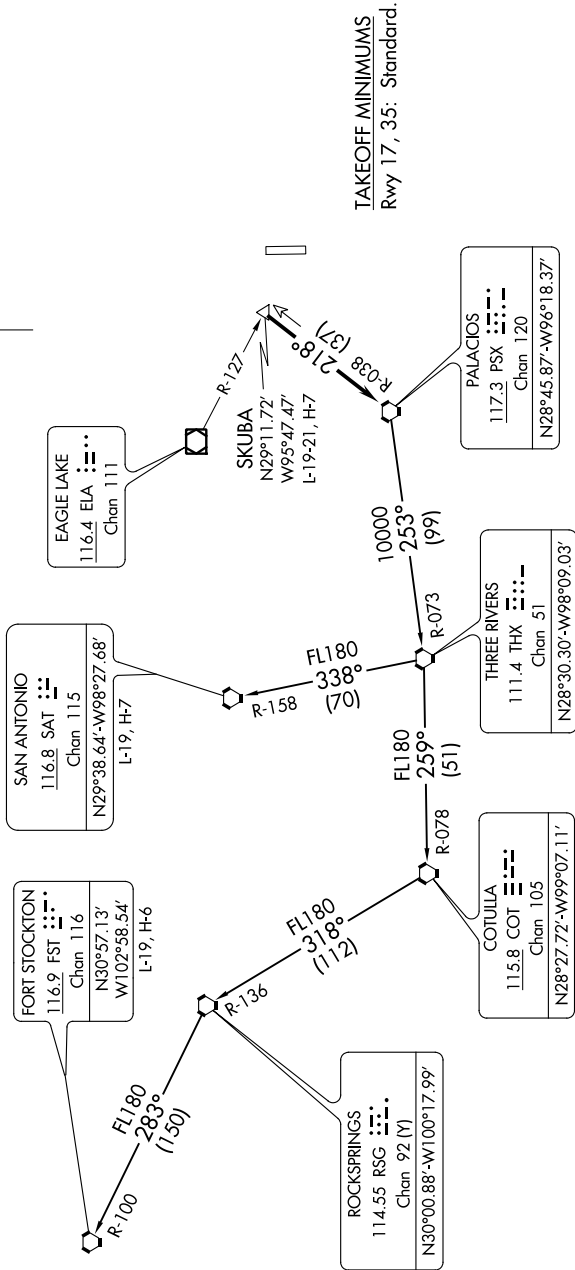 TAKEOFF MINIMUMS
Rwy 17, 35: Standard.
FORT STOCKTON
116.9 FST
Chan 116
N30°57.13'
W102°58.54'
L-19, H-6
SAN ANTONIO
116.8 SAT
Chan 115
N29°38.64'-W98°27.68'
L-19, H-7
EAGLE LAKE
116.4 ELA
Chan 111
R-127
SKUBA
N29°11.72'
W95°47.47'
L-19-21, H-7
218°
(37)
R-038
R-100
FL180
283°
(150)
R-136
FL180
318°
(112)
R-158
FL180
338°
(70)
10000
253°
(99)
R-073
FL180
259°
(51)
R-078
ROCKSPRINGS
114.55 RSG
Chan 92 (Y)
N30°00.88'-W100°17.99'
COTULLA
115.8 COT
Chan 105
N28°27.72'-W99°07.11'
THREE RIVERS
111.4 THX
Chan 51
N28°30.30'-W98°09.03'
PALACIOS
117.3 PSX
Chan 120
N28°45.87'-W96°18.37'